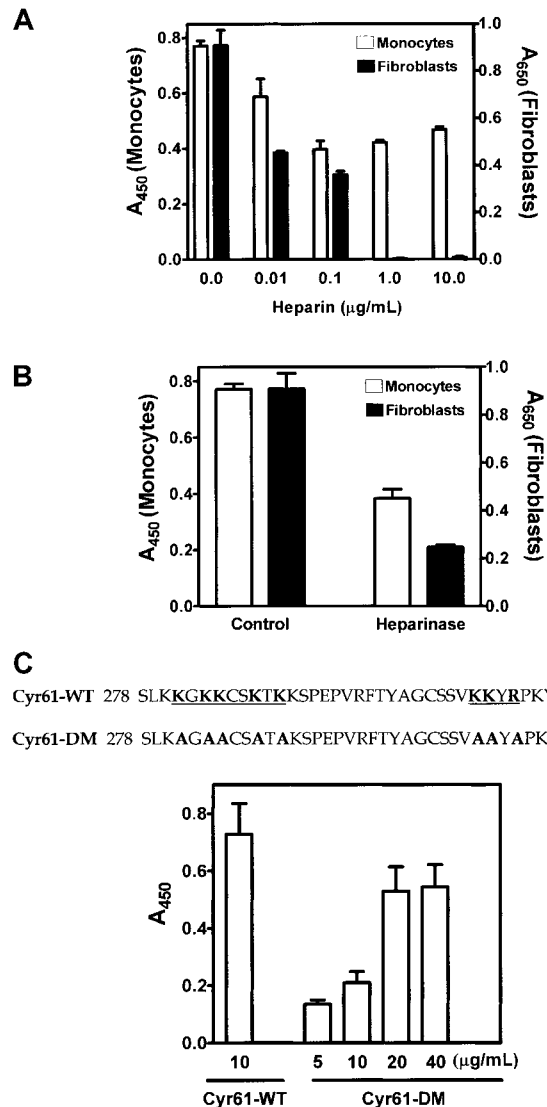 A
A450 (Monocytes)
0.8
0.6
0.4
0.2
0.0
Monocytes
Fibroblasts
1.0
0.8
0.6
0.4
0.2
0.0
A650 (Fibroblasts)
0.0 0.01 0.1 1.0 10.0
Heparin (μg/mL)
B
A450 (Monocytes)
0.8
0.6
0.4
0.2
0.0
Monocytes
Fibroblasts
1.0
0.8
0.6
0.4
0.2
0.0
A650 (Fibroblasts)
Control Heparinase
C
Cyr61-WT 278 SLKKGKKCSKTKKSPEPVRFTYAGCSSVKKYRPKY
Cyr61-DM 278 SLKAGAACSATAKSPEPVRFTYAGCSSVAAYAPK
A450
0.8
0.6
0.4
0.2
0.0
10 5 10 20 40 (μg/mL)
Cyr61-WT Cyr61-DM